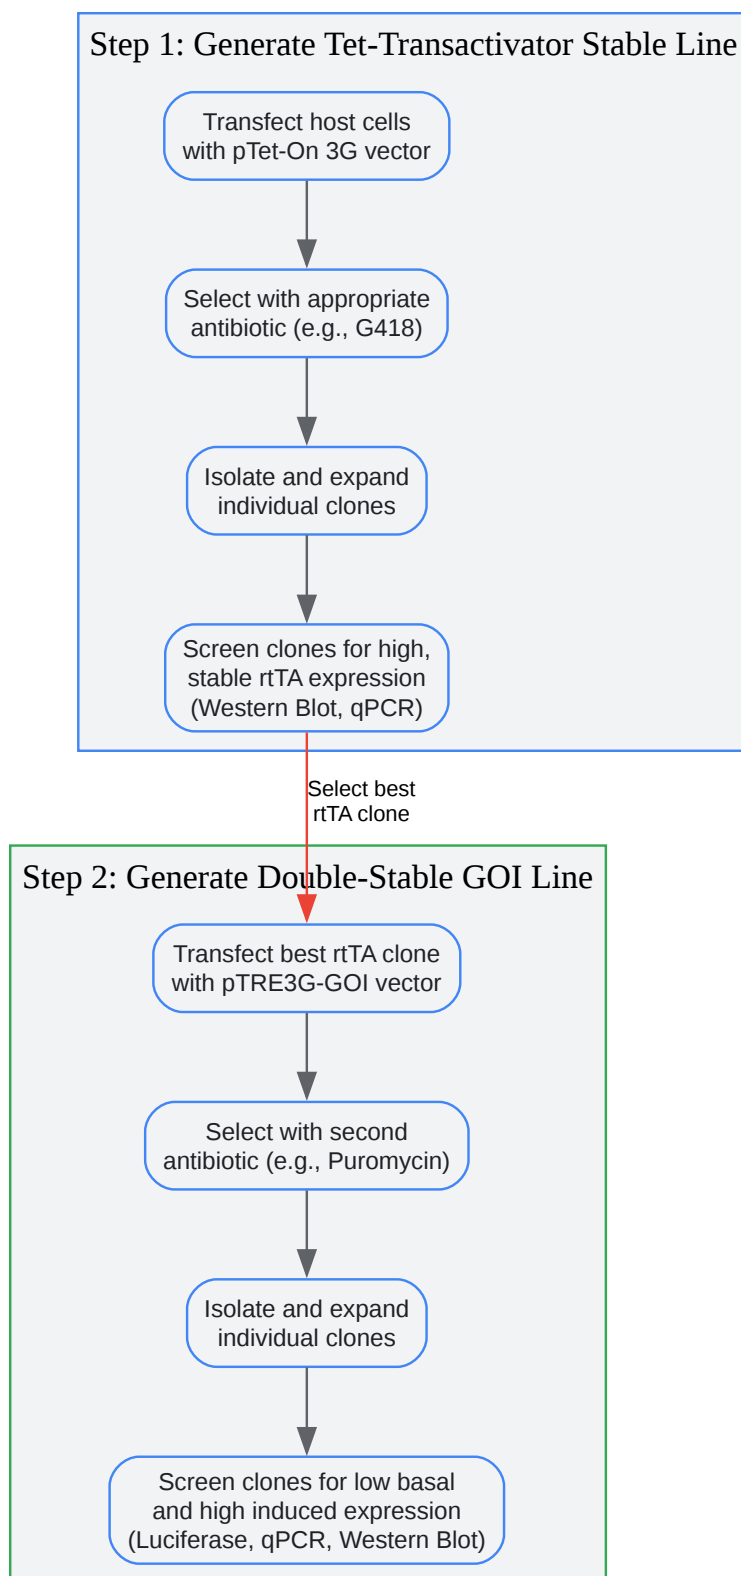 Step 1: Generate Tet-Transactivator Stable Line
Transfect host cells
with pTet-On 3G vector
Select with appropriate
antibiotic (e.g., G418)
Isolate and expand
individual clones
Screen clones for high,
stable rtTA expression
(Western Blot, qPCR)
Select best
rtTA clone
Step 2: Generate Double-Stable GOI Line
Transfect best rtTA clone
with pTRE3G-GOI vector
Select with second
antibiotic (e.g., Puromycin)
Isolate and expand
individual clones
Screen clones for low basal
and high induced expression
(Luciferase, qPCR, Western Blot)